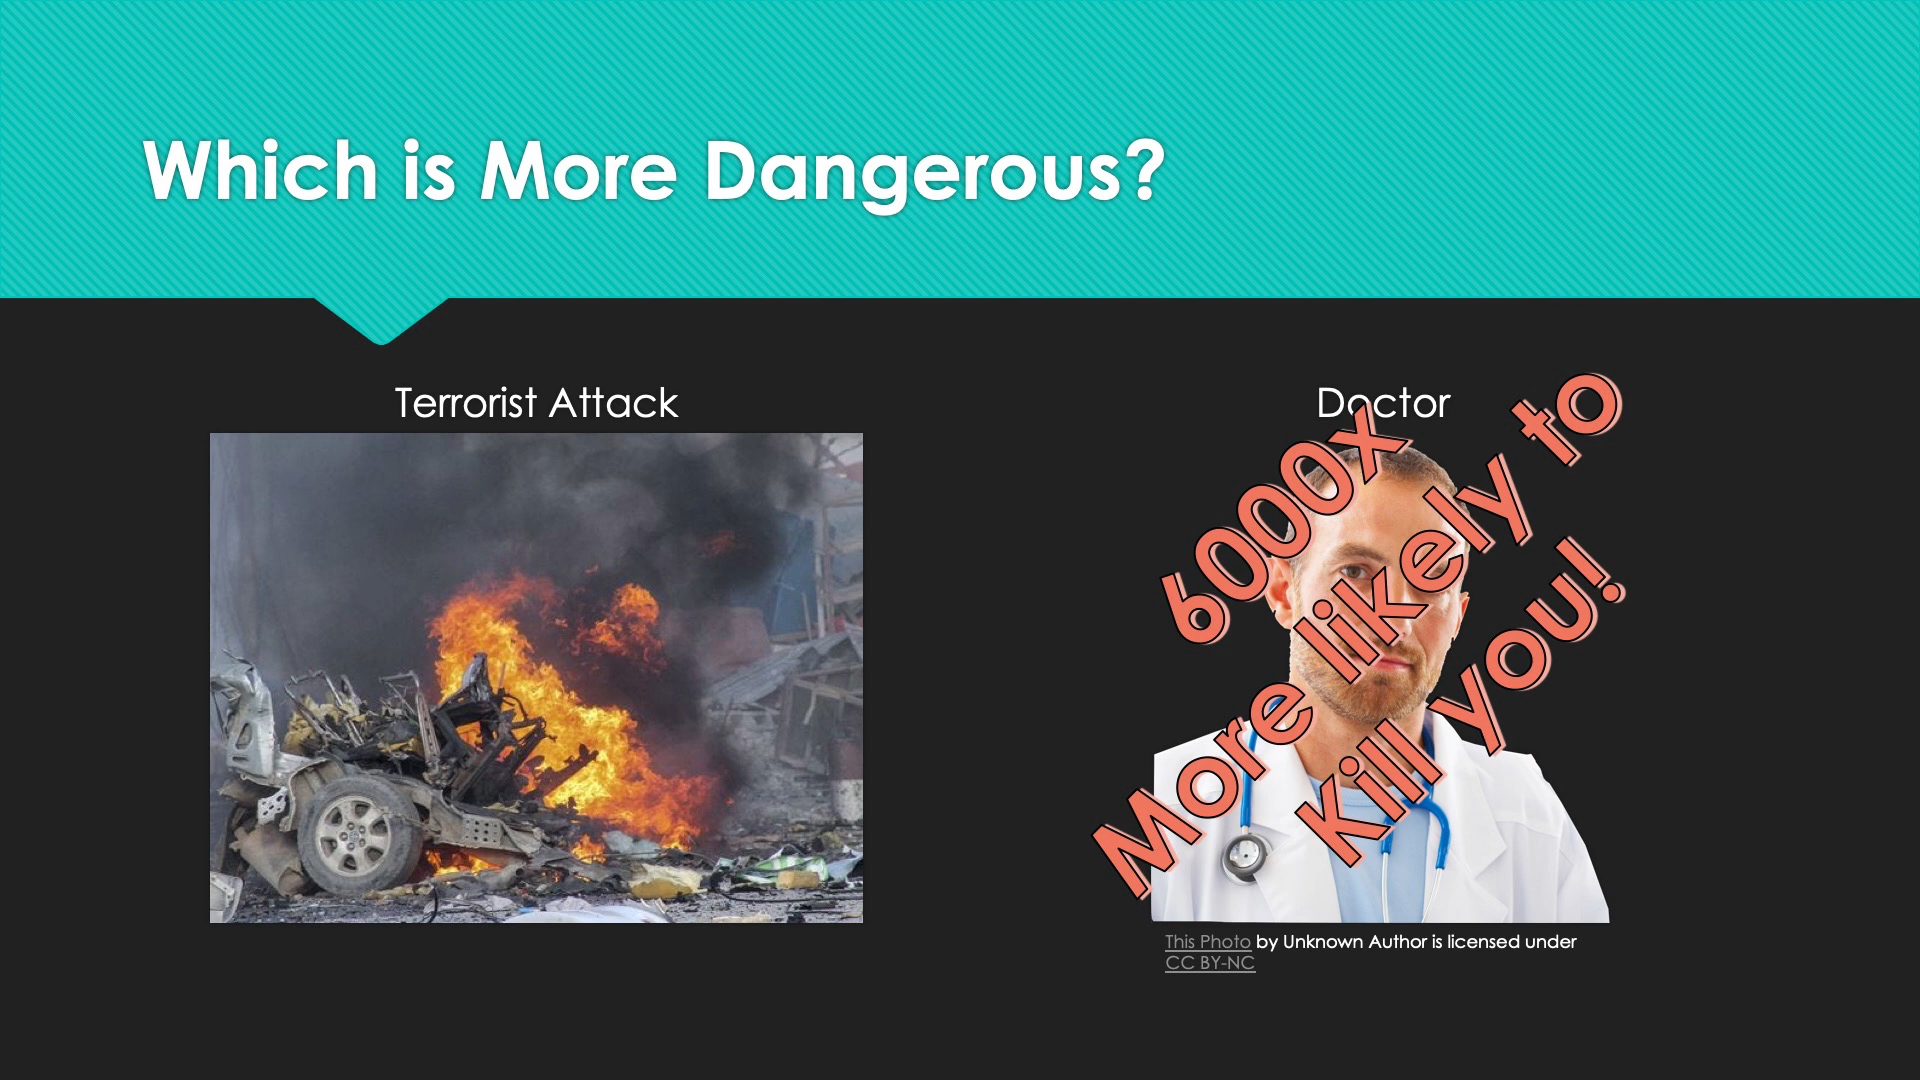 Which is More Dangerous?
Terrorist Attack
Doctor
6000x
More likely to
Kill you!
This Photo by Unknown Author is licensed under
CC BY-NC